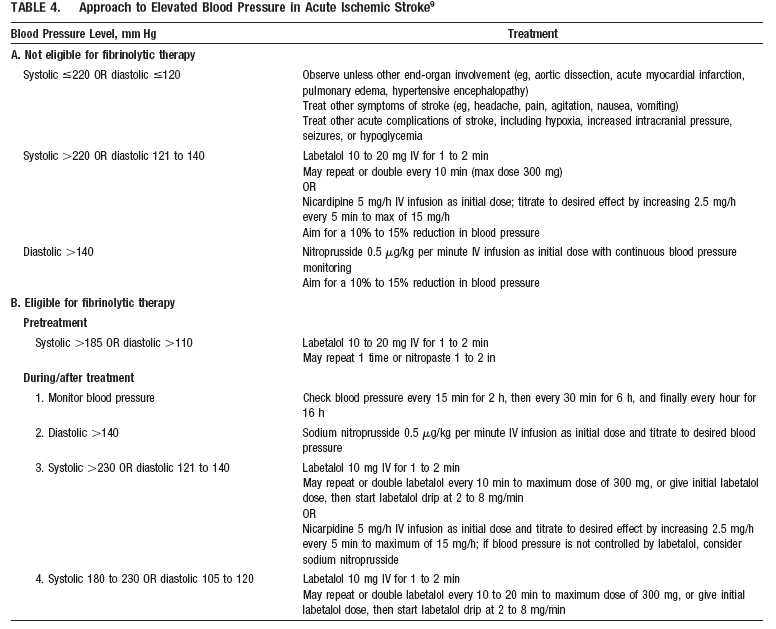 TABLE 4. Approach to Elevated Blood Pressure in Acute Ischemic Stroke⁹
Blood Pressure Level, mm Hg Treatment
A. Not eligible for fibrinolytic therapy
Systolic ≤220 OR diastolic ≤120 Observe unless other end-organ involvement (eg, aortic dissection, acute myocardial infarction,
pulmonary edema, hypertensive encephalopathy)
Treat other symptoms of stroke (eg, headache, pain, agitation, nausea, vomiting)
Treat other acute complications of stroke, including hypoxia, increased intracranial pressure,
seizures, or hypoglycemia
Systolic >220 OR diastolic 121 to 140 Labetalol 10 to 20 mg IV for 1 to 2 min
May repeat or double every 10 min (max dose 300 mg)
OR
Nicardipine 5 mg/h IV infusion as initial dose; titrate to desired effect by increasing 2.5 mg/h
every 5 min to max of 15 mg/h
Aim for a 10% to 15% reduction in blood pressure
Diastolic >140 Nitroprusside 0.5 μg/kg per minute IV infusion as initial dose with continuous blood pressure
monitoring
Aim for a 10% to 15% reduction in blood pressure
B. Eligible for fibrinolytic therapy
Pretreatment
Systolic >185 OR diastolic >110 Labetalol 10 to 20 mg IV for 1 to 2 min
May repeat 1 time or nitropaste 1 to 2 in
During/after treatment
1. Monitor blood pressure Check blood pressure every 15 min for 2 h, then every 30 min for 6 h, and finally every hour for
16 h
2. Diastolic >140 Sodium nitroprusside 0.5 μg/kg per minute IV infusion as initial dose and titrate to desired blood
pressure
3. Systolic >230 OR diastolic 121 to 140 Labetalol 10 mg IV for 1 to 2 min
May repeat or double labetalol every 10 min to maximum dose of 300 mg, or give initial labetalol
dose, then start labetalol drip at 2 to 8 mg/min
OR
Nicarpidine 5 mg/h IV infusion as initial dose and titrate to desired effect by increasing 2.5 mg/h
every 5 min to maximum of 15 mg/h; if blood pressure is not controlled by labetalol, consider
sodium nitroprusside
4. Systolic 180 to 230 OR diastolic 105 to 120 Labetalol 10 mg IV for 1 to 2 min
May repeat or double labetalol every 10 to 20 min to maximum dose of 300 mg, or give initial
labetalol dose, then start labetalol drip at 2 to 8 mg/min